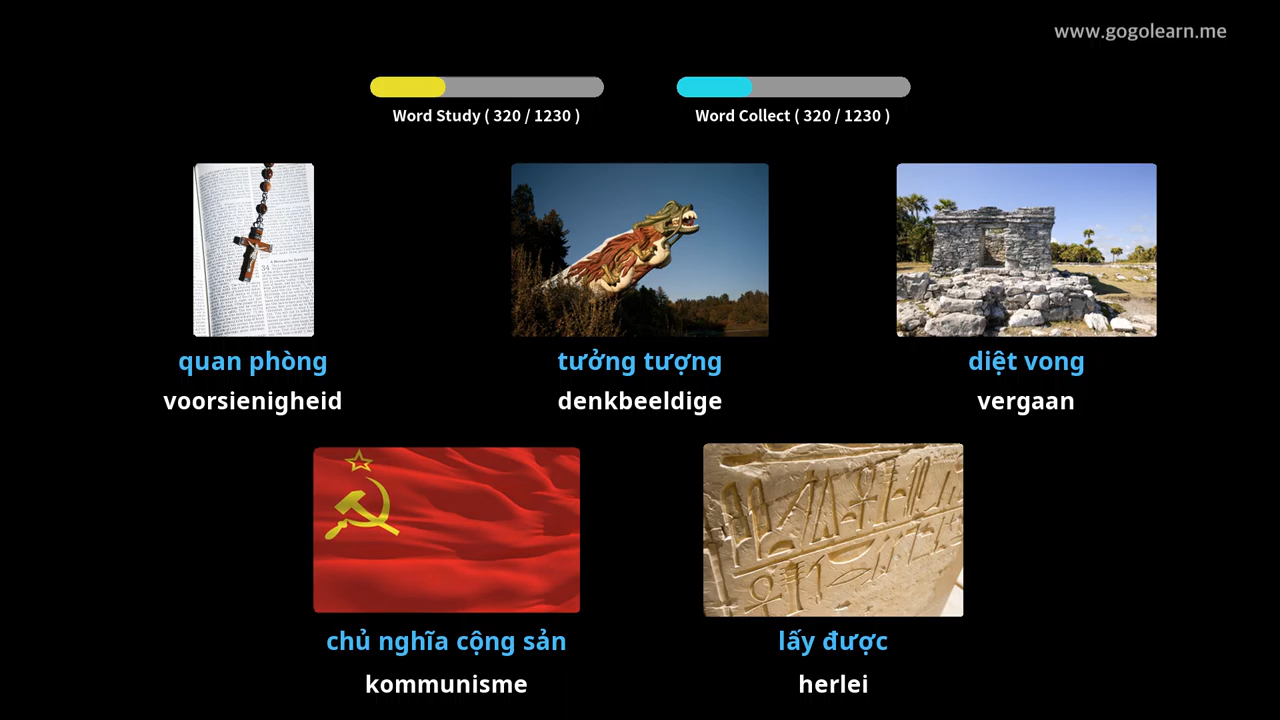 www.gogolearn.me
Word Study ( 320 / 1230 )
Word Collect ( 320 / 1230 )
quan phòng
voorsienigheid
tưởng tượng
denkbeeldige
diệt vong
vergaan
chủ nghĩa cộng sản
kommunisme
lấy được
herlei